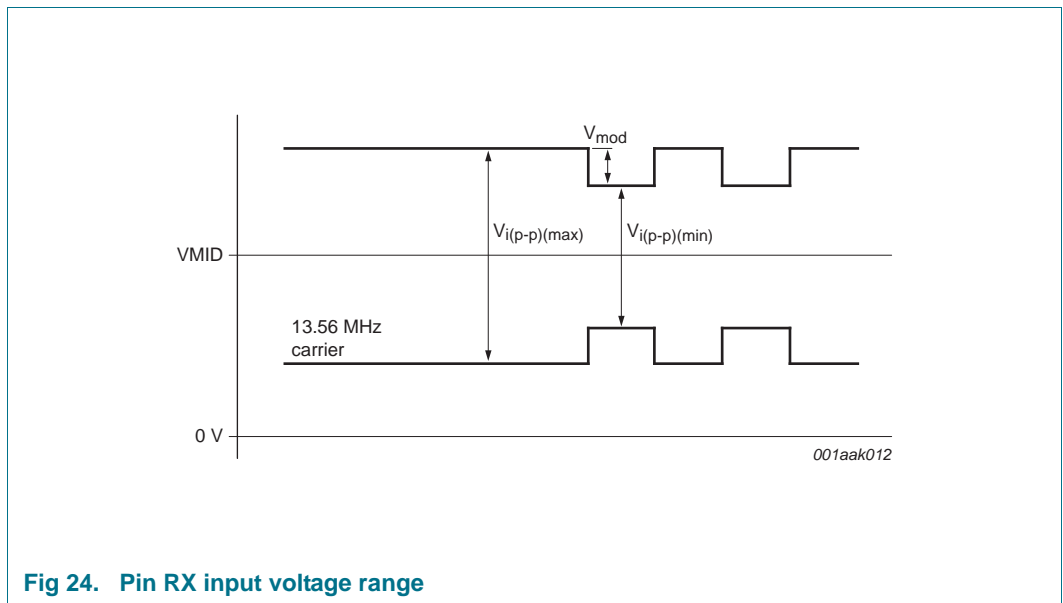 Vmod
Vi(p-p)(max)
Vi(p-p)(min)
VMID
13.56 MHz
carrier
0 V
001aak012
Fig 24. Pin RX input voltage range